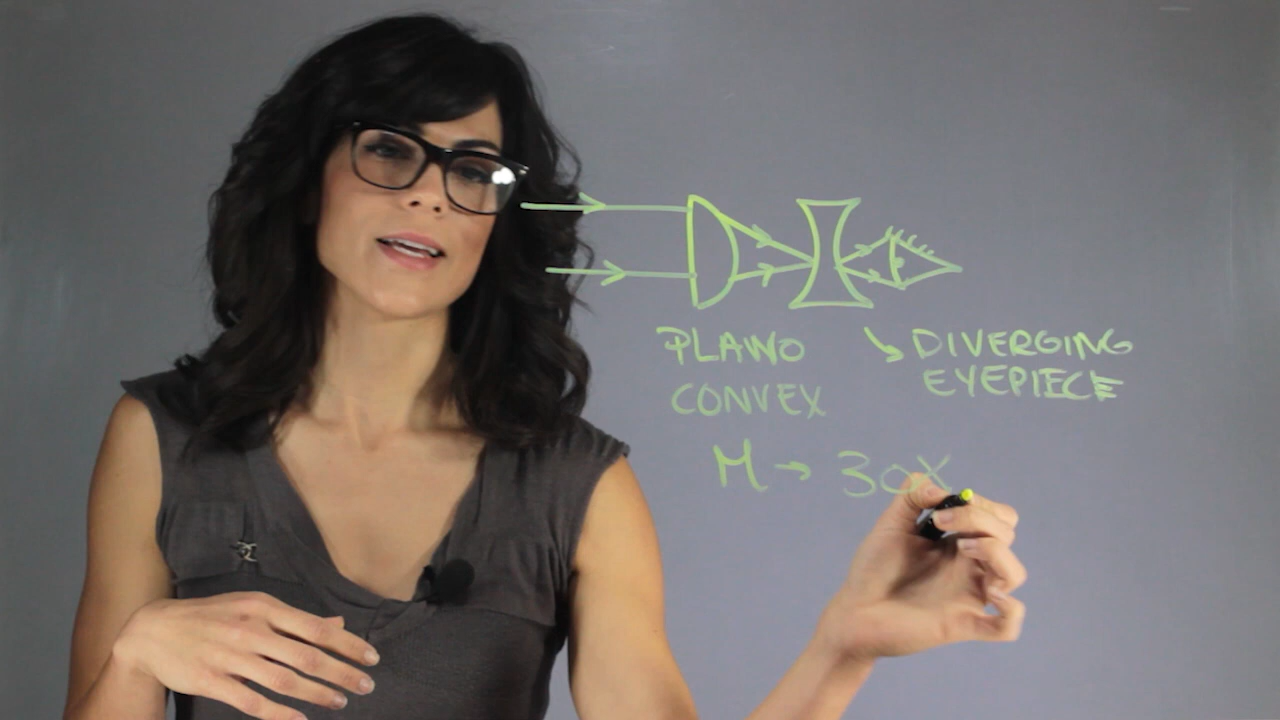 PLANO
CONVEX
DIVERGING
EYEPIECE
M → 30X